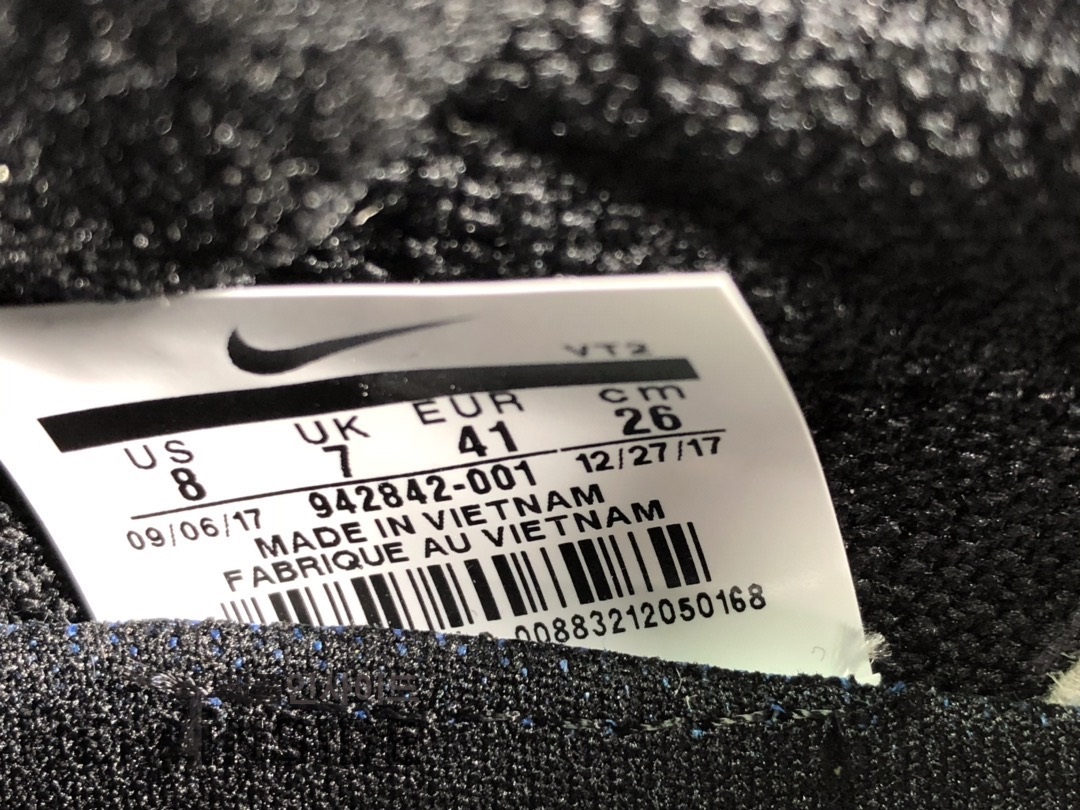 VT2
US UK EUR cm
8 7 41 26
09/06/17 942842-001 12/27/17
MADE IN VIETNAM
FABRIQUE AU VIETNAM
00883212050168